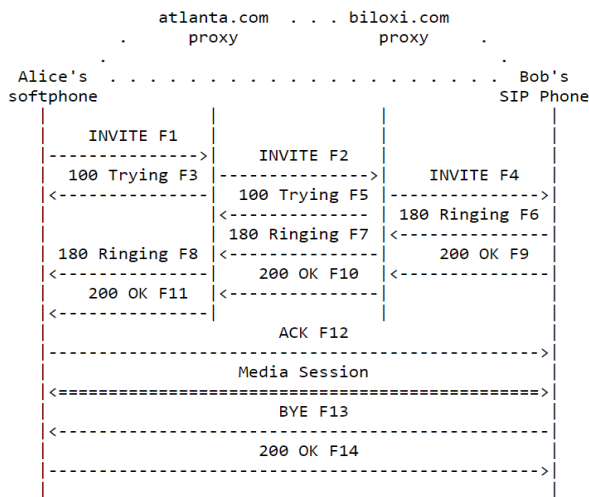 atlanta.com . . . biloxi.com
. proxy proxy .
. .
Alice's . . . . . . . . . . . . . . . . . . . . Bob's
softphone SIP Phone
| | | |
| INVITE F1 | | |
|--------------->| INVITE F2 | |
| 100 Trying F3 |--------------->| INVITE F4 |
|<---------------| 100 Trying F5 |--------------->|
| |<-------------- | 180 Ringing F6 |
| | 180 Ringing F7 |<---------------|
| 180 Ringing F8 |<---------------| 200 OK F9 |
|<---------------| 200 OK F10 |<---------------|
| 200 OK F11 |<---------------| |
|<---------------| | |
| ACK F12 |
|------------------------------------------------->|
| Media Session |
|<================================================>|
| BYE F13 |
|<-------------------------------------------------|
| 200 OK F14 |
|------------------------------------------------->|
| |